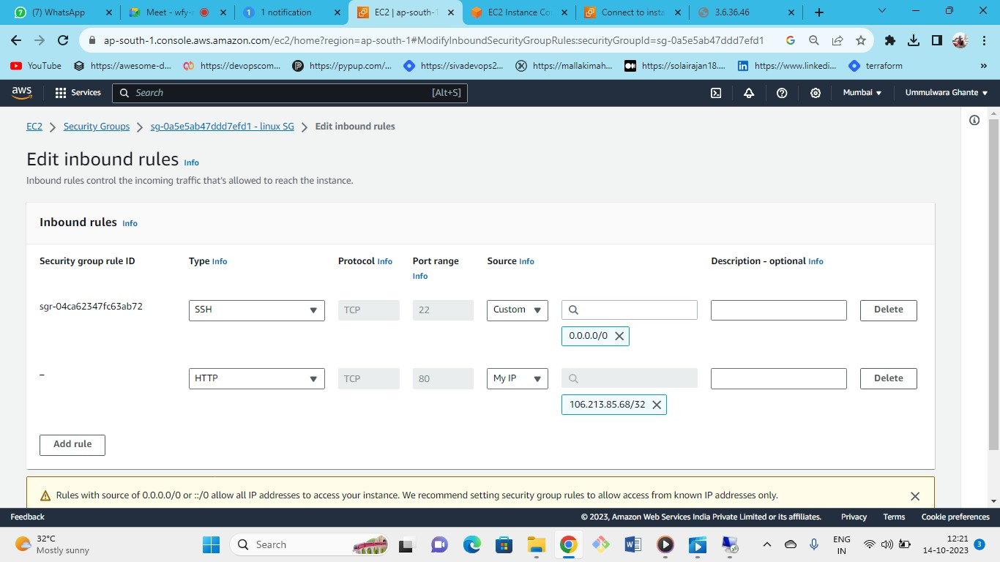 (7) WhatsApp
Meet - wfy-
1 notification
EC2 | ap-south-1
EC2 Instance Co
Connect to insta
3.6.36.46
ap-south-1.console.aws.amazon.com/ec2/home?region=ap-south-1#ModifyInboundSecurityGroupRules:securityGroupId=sg-0a5e5ab47ddd7efd1
YouTube
https://awesome-d...
https://devopscom...
https://pypup.com/...
https://sivadevops2...
https://mallakimah...
https://solairajan18....
https://www.linkedi...
terraform
aws
Services
Search
[Alt+S]
Mumbai
Ummulwara Ghante
EC2
Security Groups
sg-0a5e5ab47ddd7efd1 - linux SG
Edit inbound rules
Edit inbound rules Info
Inbound rules control the incoming traffic that's allowed to reach the instance.
Inbound rules Info
Security group rule ID
Type Info
Protocol Info
Port range
Info
Source Info
Description - optional Info
sgr-04ca62347fc63ab72
SSH
TCP
22
Custom
0.0.0.0/0
Delete
–
HTTP
TCP
80
My IP
106.213.85.68/32
Delete
Add rule
Rules with source of 0.0.0.0/0 or ::/0 allow all IP addresses to access your instance. We recommend setting security group rules to allow access from known IP addresses only.
Feedback
© 2023, Amazon Web Services India Private Limited or its affiliates.
Privacy
Terms
Cookie preferences
32°C
Mostly sunny
Search
ENG
IN
12:21
14-10-2023
3